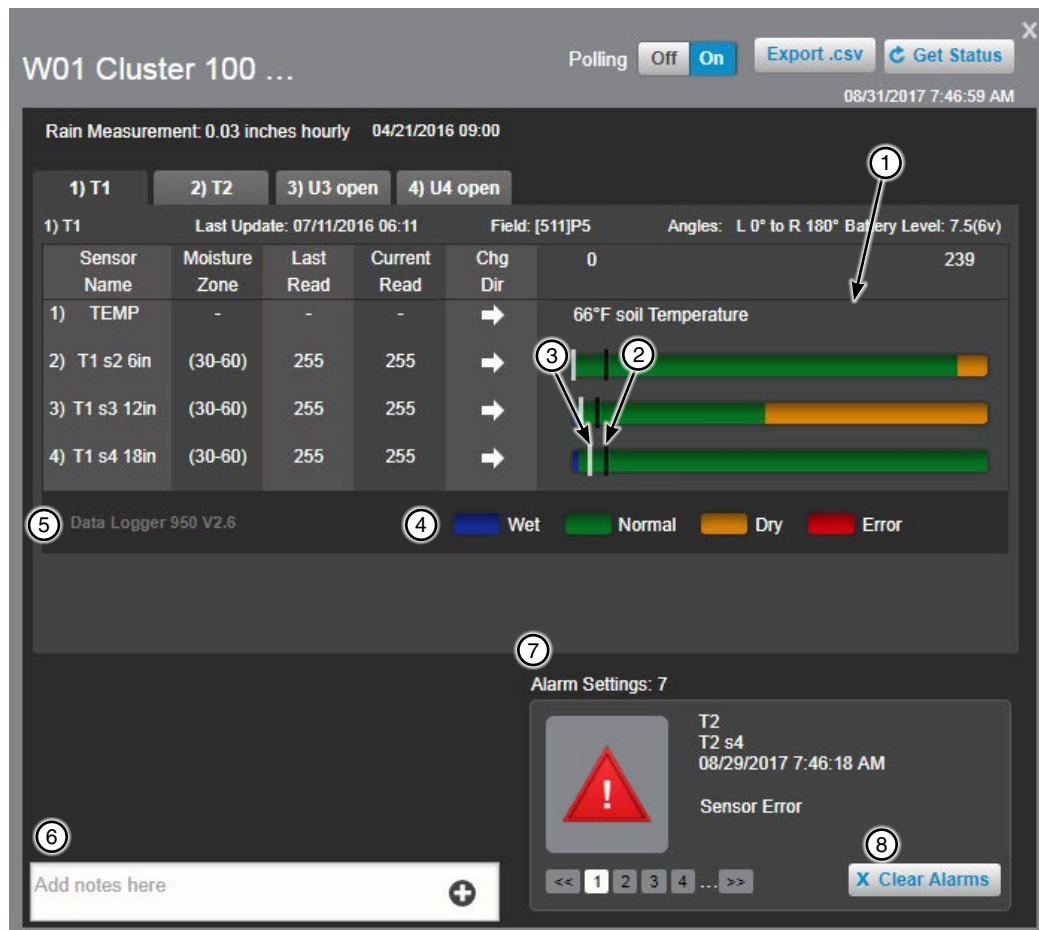 X
W01 Cluster 100 ...
Polling Off On Export .csv Get Status
08/31/2017 7:46:59 AM
Rain Measurement: 0.03 inches hourly 04/21/2016 09:00
1
1) T1 2) T2 3) U3 open 4) U4 open
1) T1 Last Update: 07/11/2016 06:11 Field: [511]P5 Angles: L 0° to R 180° Battery Level: 7.5(6v)
Sensor Name Moisture Zone Last Read Current Read Chg Dir 0 239
1) TEMP - - - 66°F soil Temperature
3 2
2) T1 s2 6in (30-60) 255 255
3) T1 s3 12in (30-60) 255 255
4) T1 s4 18in (30-60) 255 255
5 Data Logger 950 V2.6 4 Wet Normal Dry Error
7
Alarm Settings: 7
T2
T2 s4
08/29/2017 7:46:18 AM
!
Sensor Error
6 8
Add notes here
<< 1 2 3 4 ... >> X Clear Alarms